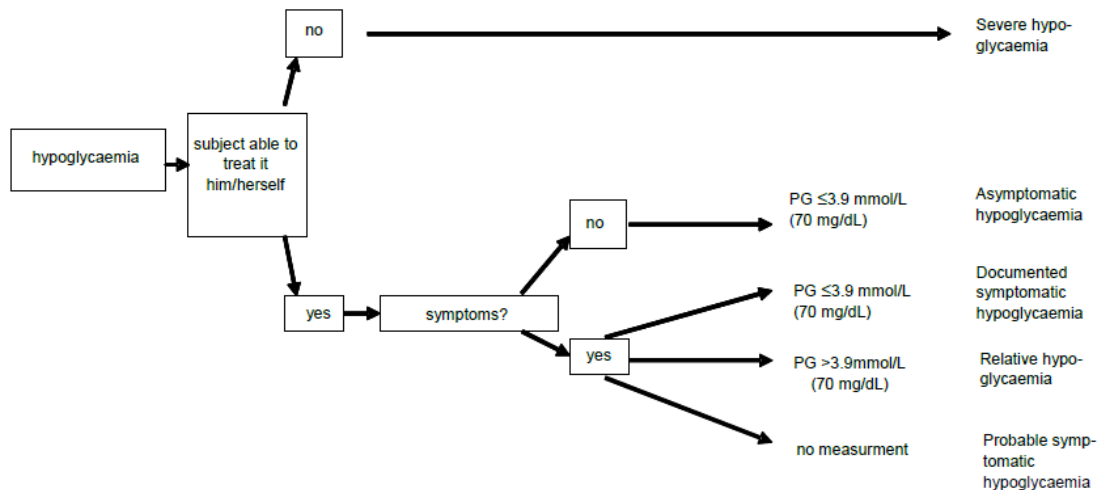 no
Severe hypo-
glycaemia
hypoglycaemia
subject able to
treat it
him/herself
no
PG ≤3.9 mmol/L
(70 mg/dL)
Asymptomatic
hypoglycaemia
yes
symptoms?
PG ≤3.9 mmol/L
(70 mg/dL)
Documented
symptomatic
hypoglycaemia
yes
PG >3.9mmol/L
(70 mg/dL)
Relative hypo-
glycaemia
no measurment
Probable symp-
tomatic
hypoglycaemia